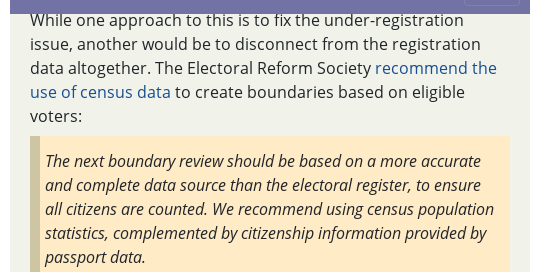 While one approach to this is to fix the under-registration
issue, another would be to disconnect from the registration
data altogether. The Electoral Reform Society recommend the
use of census data to create boundaries based on eligible
voters:
The next boundary review should be based on a more accurate
and complete data source than the electoral register, to ensure
all citizens are counted. We recommend using census population
statistics, complemented by citizenship information provided by
passport data.